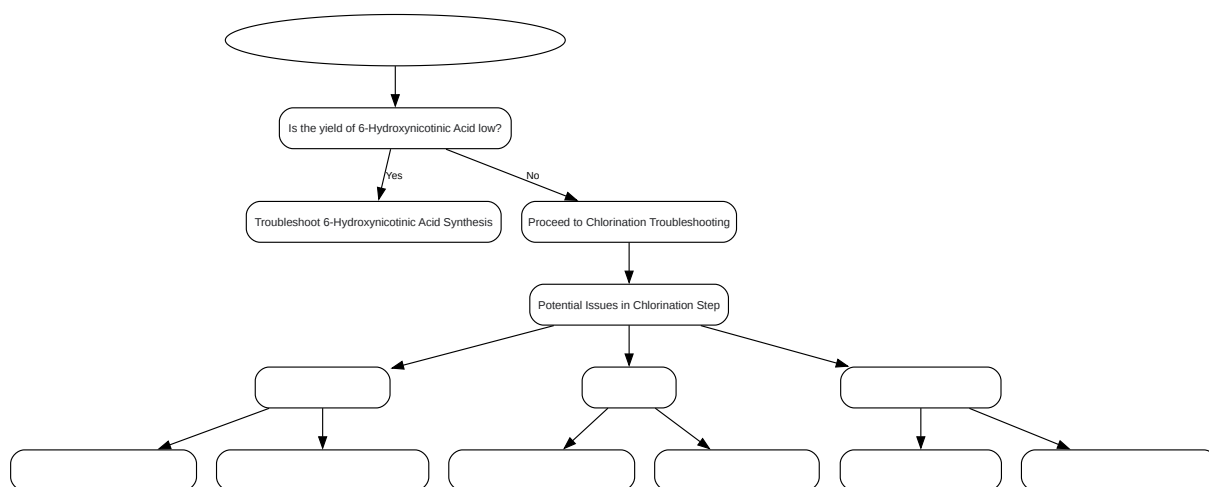 Is the yield of 6-Hydroxynicotinic Acid low?
Yes
No
Troubleshoot 6-Hydroxynicotinic Acid Synthesis
Proceed to Chlorination Troubleshooting
Potential Issues in Chlorination Step